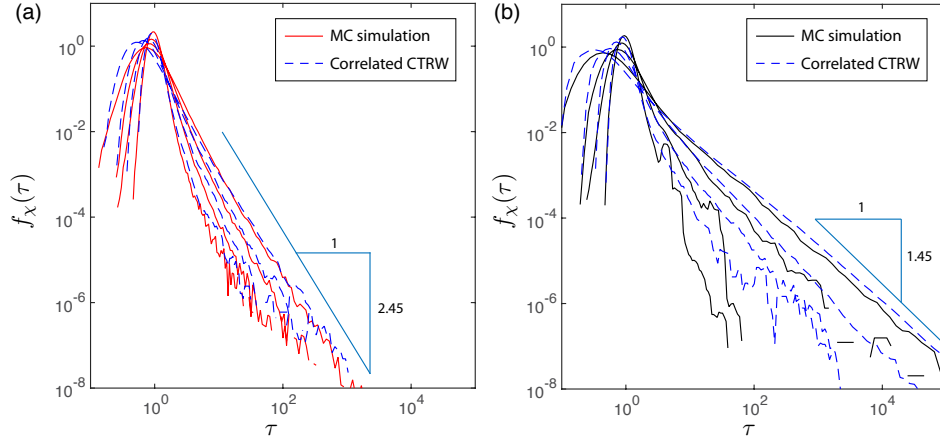 (a)
MC simulation
Correlated CTRW
10^0
10^-2
10^-4
10^-6
10^-8
f_χ(τ)
1
2.45
10^0
10^2
10^4
τ
(b)
MC simulation
Correlated CTRW
10^0
10^-2
10^-4
10^-6
10^-8
f_χ(τ)
1
1.45
10^0
10^2
10^4
τ